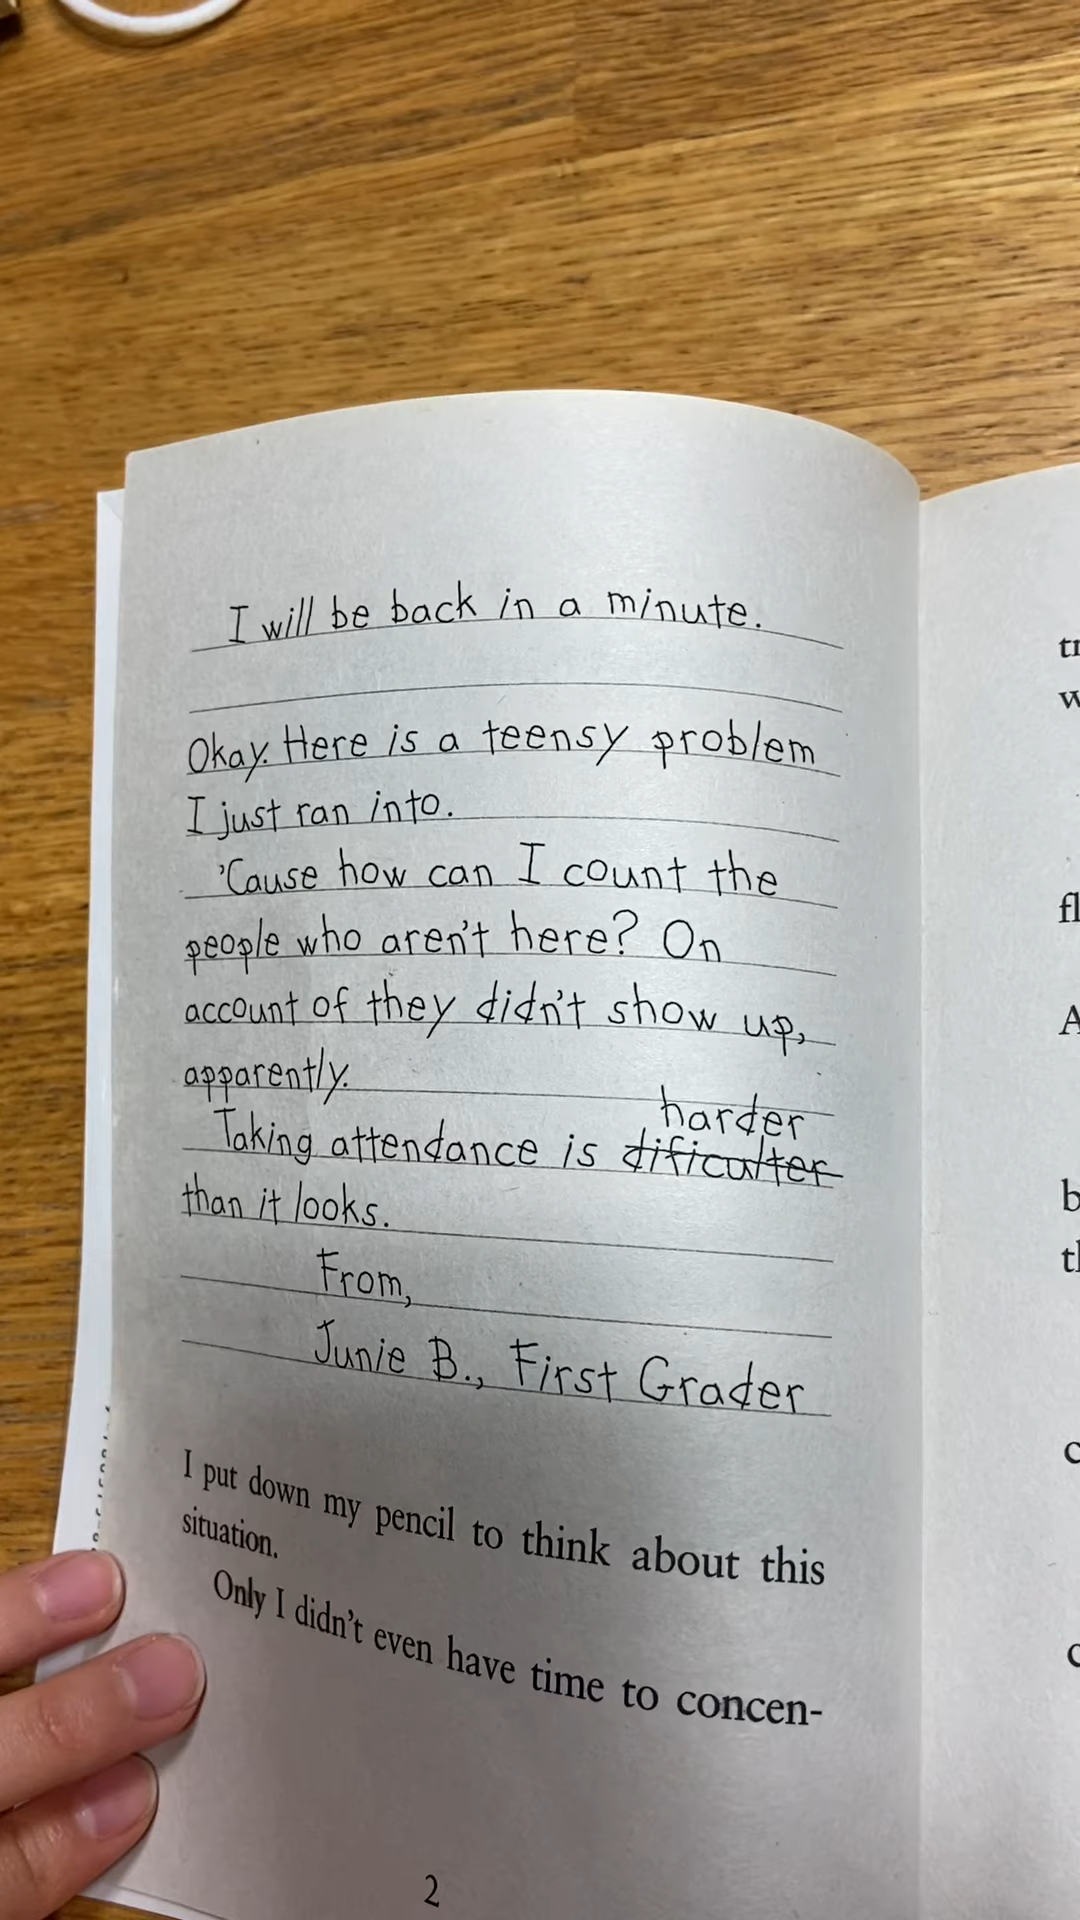 I will be back in a minute.
Okay. Here is a teensy problem
I just ran into.
'Cause how can I count the
people who aren't here? On
account of they didn't show up,
apparently.
harder
Taking attendance is dificulter
than it looks.
From,
Junie B., First Grader
I put down my pencil to think about this
situation.
Only I didn't even have time to concen-
2